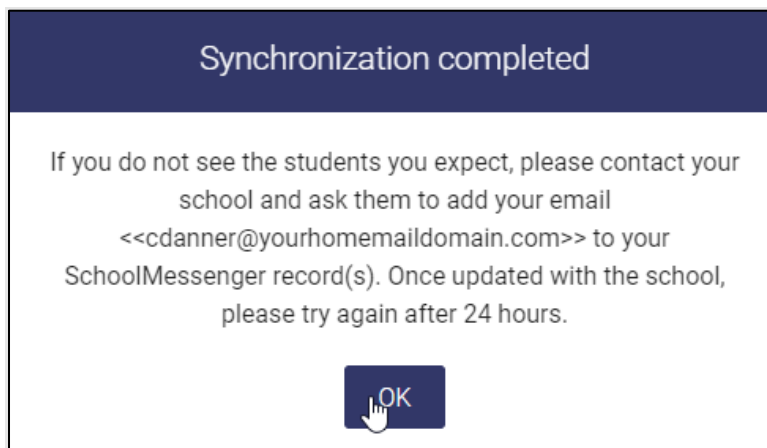 Synchronization completed
If you do not see the students you expect, please contact your
school and ask them to add your email
<<cdanner@yourhomemaildomain.com>> to your
SchoolMessenger record(s). Once updated with the school,
please try again after 24 hours.
OK